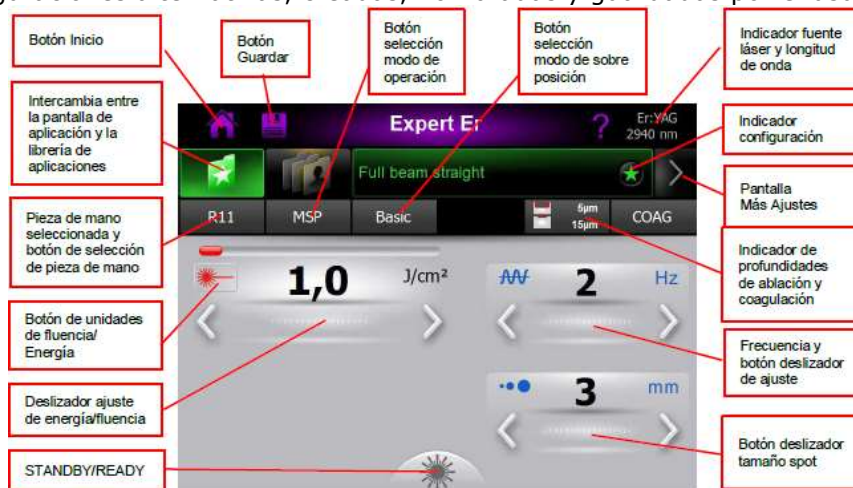 Botón Inicio
Botón
Guardar
Botón
selección
modo de
operación
Botón
selección
modo de sobre
posición
Indicador fuente
láser y longitud
de onda
Intercambia entre
la pantalla de
aplicación y la
librería de
aplicaciones
Expert Er
?
Er:YAG
2940 nm
Indicador
configuración
Full beam straight
Pantalla
Más Ajustes
Pieza de mano
seleccionada y
botón de selección
de pieza de mano
R11
MSP
Basic
5µm
15µm
COAG
Indicador de
profundidades
de ablación y
coagulación
1,0
J/cm²
2
Hz
Botón de unidades
de fluencia/
Energía
Frecuencia y
botón deslizador
de ajuste
Deslizador ajuste
de energía/fluencia
3
mm
Botón deslizador
tamaño spot
STANDBY/READY